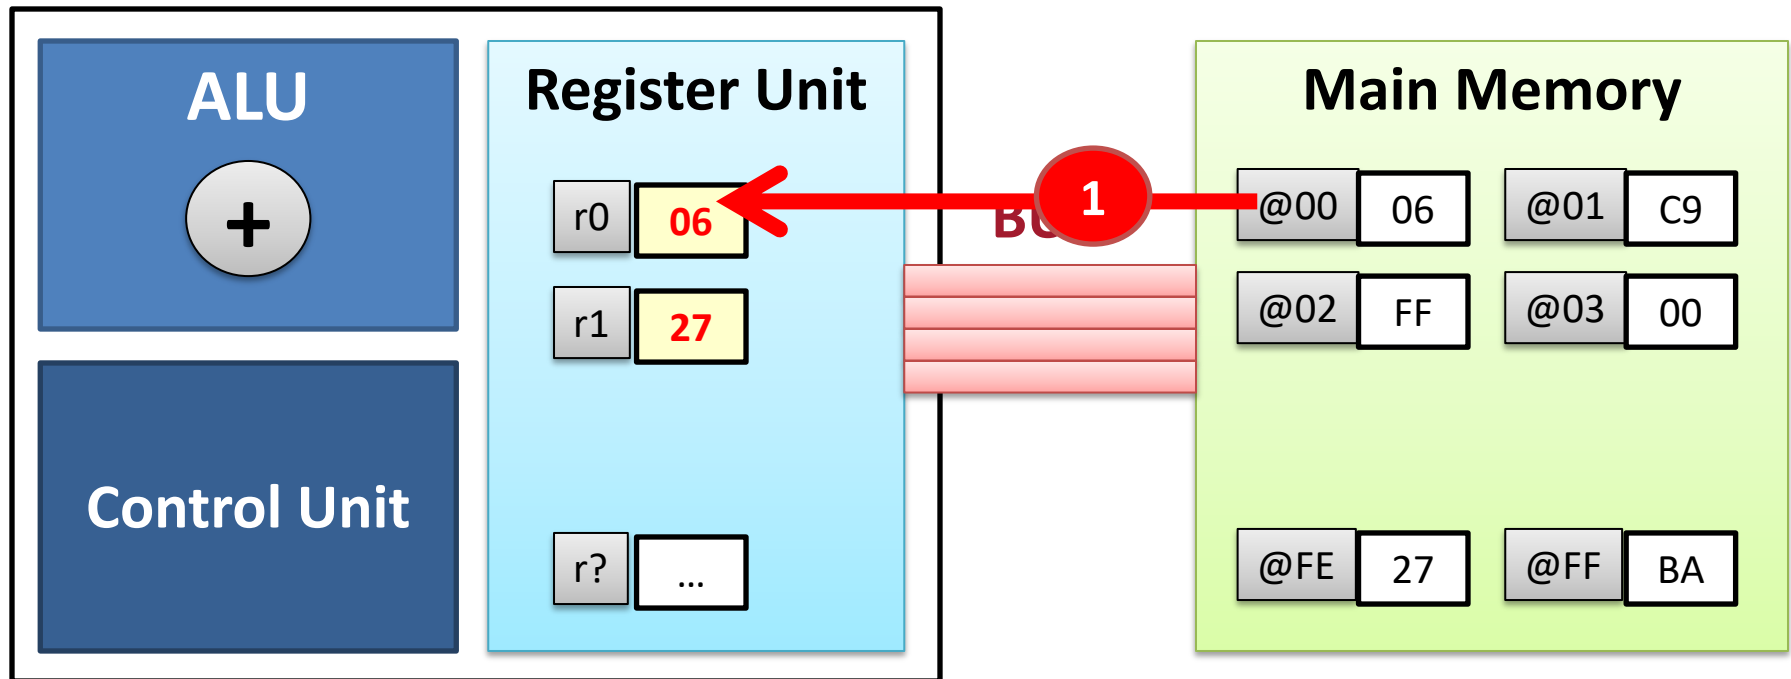 ALU
+
Control Unit
Register Unit
r0 06
r1 27
r? ...
1
Main Memory
@00 06 @01 C9
@02 FF @03 00
@FE 27 @FF BA